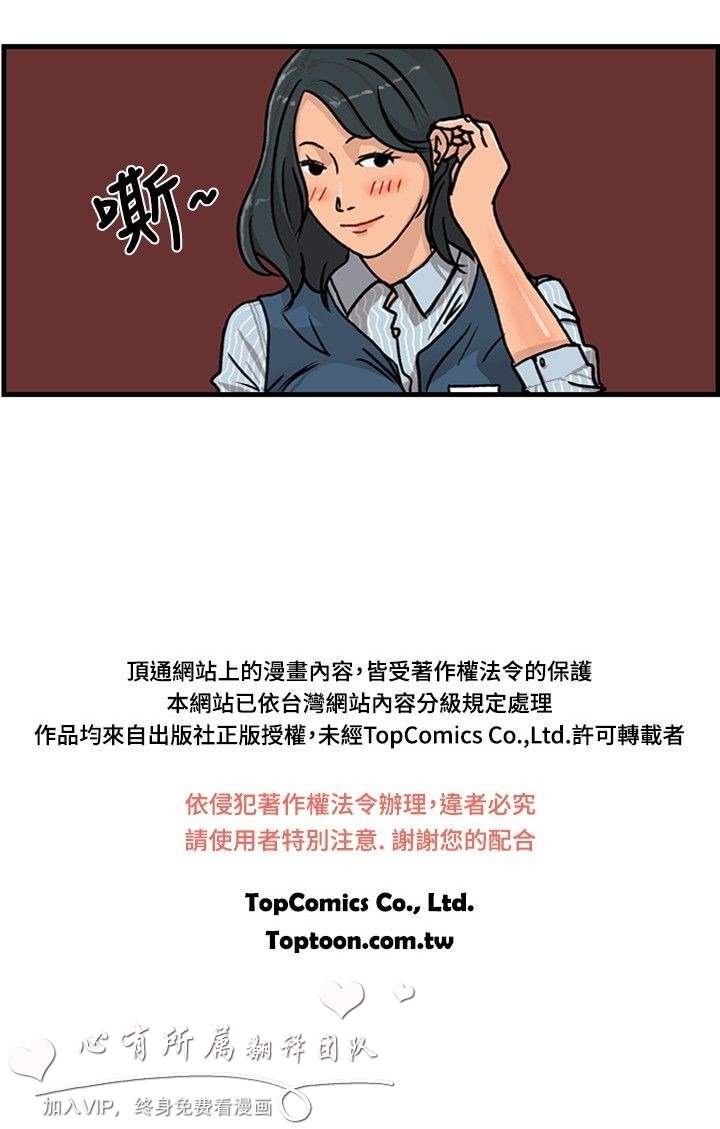 嘶~
頂通網站上的漫畫內容，皆受著作權法令的保護
本網站已依台灣網站內容分級規定處理
作品均來自出版社正版授權，未經TopComics Co.,Ltd.許可轉載者
依侵犯著作權法令辦理，違者必究
請使用者特別注意. 謝謝您的配合
TopComics Co., Ltd.
Toptoon.com.tw
心有所属翻译团队
加入VIP，终身免费看漫画